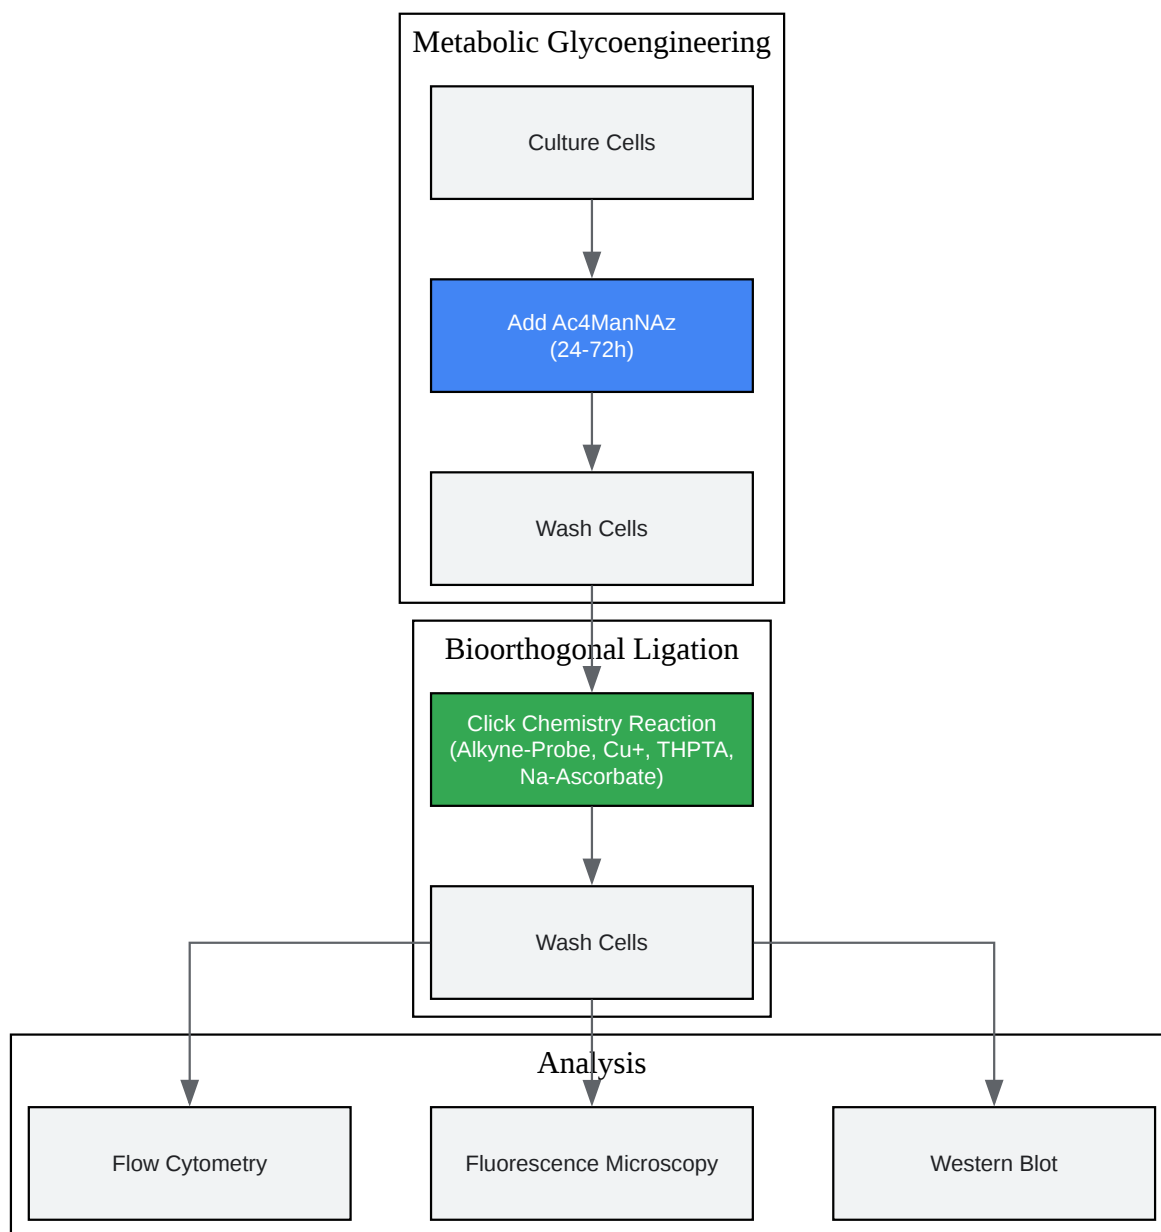 Metabolic Glycoengineering
Culture Cells
Add Ac4ManNAz
(24-72h)
Wash Cells
Bioorthogonal Ligation
Click Chemistry Reaction
(Alkyne-Probe, Cu+, THPTA,
Na-Ascorbate)
Wash Cells
Analysis
Flow Cytometry
Fluorescence Microscopy
Western Blot